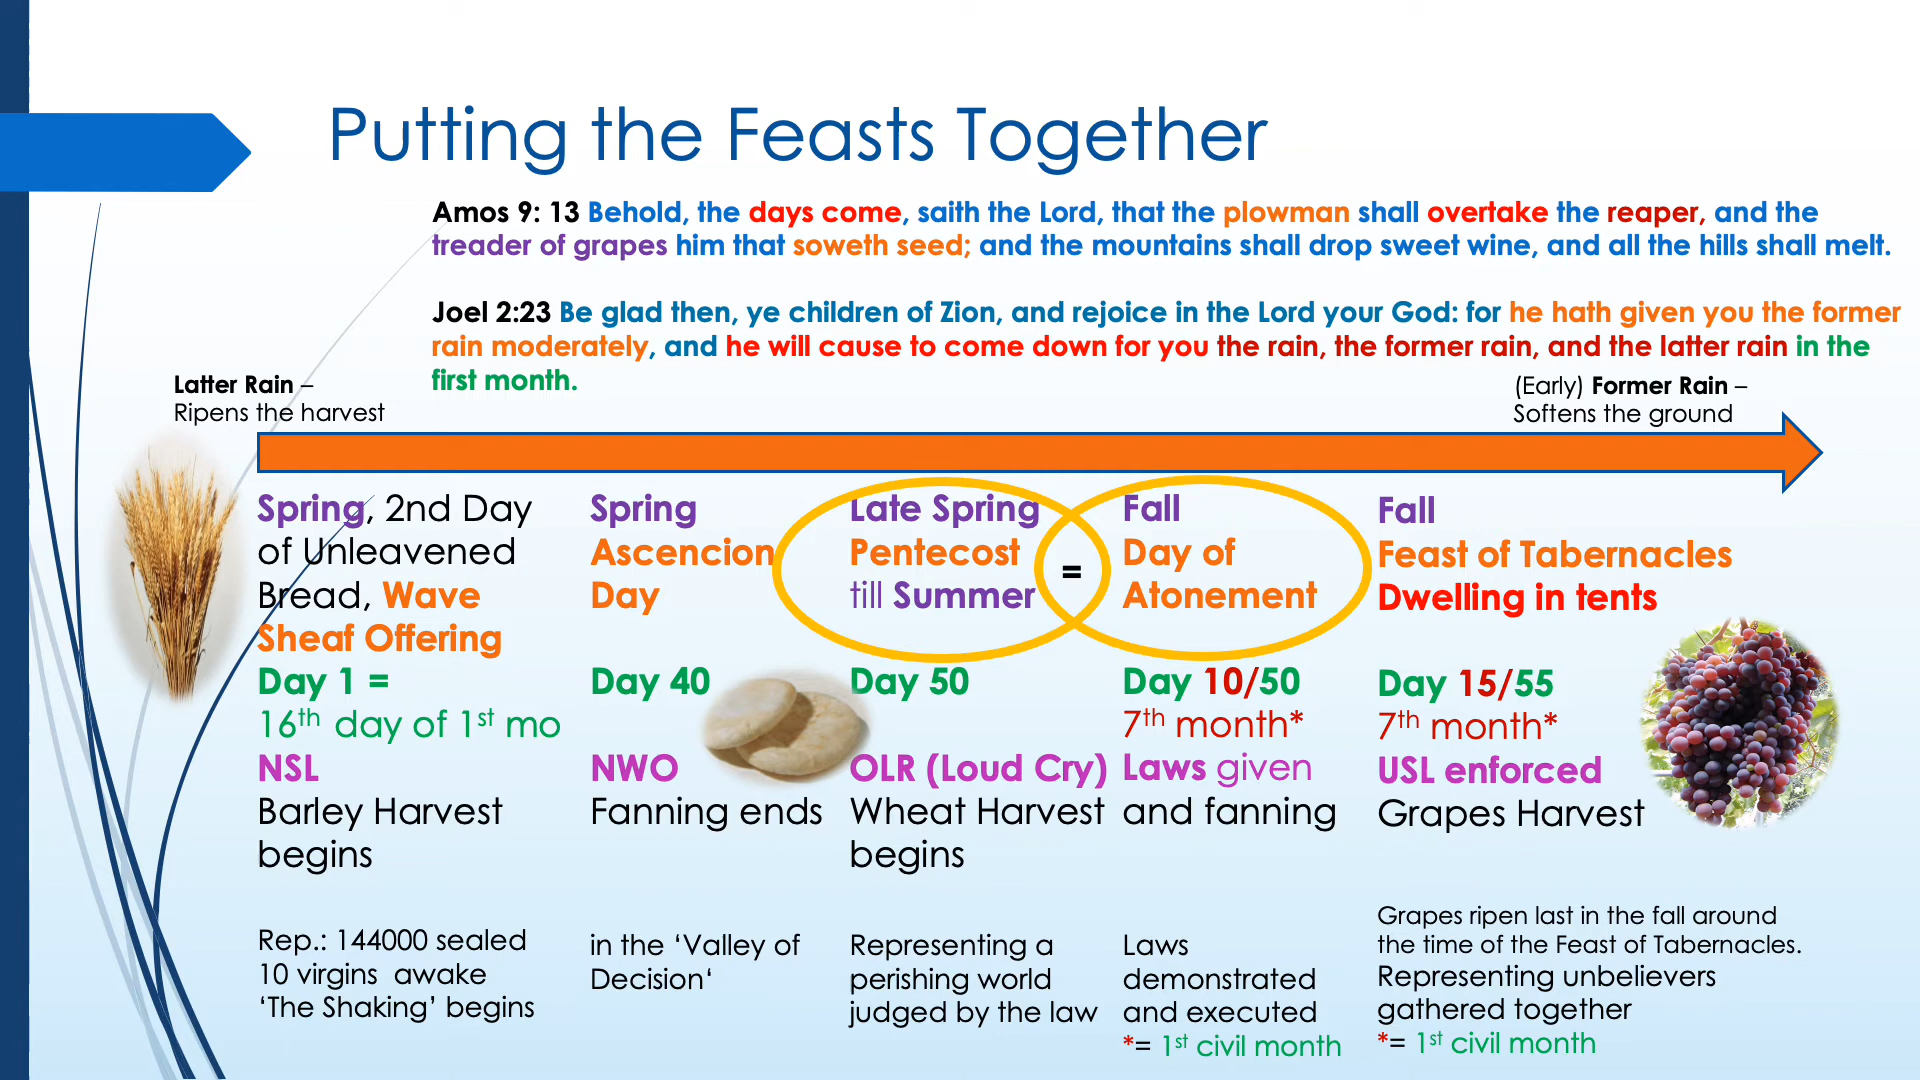 Putting the Feasts Together
Amos 9: 13 Behold, the days come, saith the Lord, that the plowman shall overtake the reaper, and the
treader of grapes him that soweth seed; and the mountains shall drop sweet wine, and all the hills shall melt.
Joel 2:23 Be glad then, ye children of Zion, and rejoice in the Lord your God: for he hath given you the former
rain moderately, and he will cause to come down for you the rain, the former rain, and the latter rain in the
first month.
Latter Rain –
Ripens the harvest
(Early) Former Rain –
Softens the ground
Spring, 2nd Day
of Unleavened
Bread, Wave
Sheaf Offering
Day 1 =
16th day of 1st mo
NSL
Barley Harvest
begins
Rep.: 144000 sealed
10 virgins awake
‘The Shaking’ begins
Spring
Ascencion
Day
Day 40
NWO
Fanning ends
in the ‘Valley of
Decision‘
Late Spring
Pentecost
till Summer
Day 50
OLR (Loud Cry)
Wheat Harvest
begins
Representing a
perishing world
judged by the law
=
Fall
Day of
Atonement
Day 10/50
7th month*
Laws given
and fanning
Laws
demonstrated
and executed
*= 1st civil month
Fall
Feast of Tabernacles
Dwelling in tents
Day 15/55
7th month*
USL enforced
Grapes Harvest
Grapes ripen last in the fall around
the time of the Feast of Tabernacles.
Representing unbelievers
gathered together
*= 1st civil month